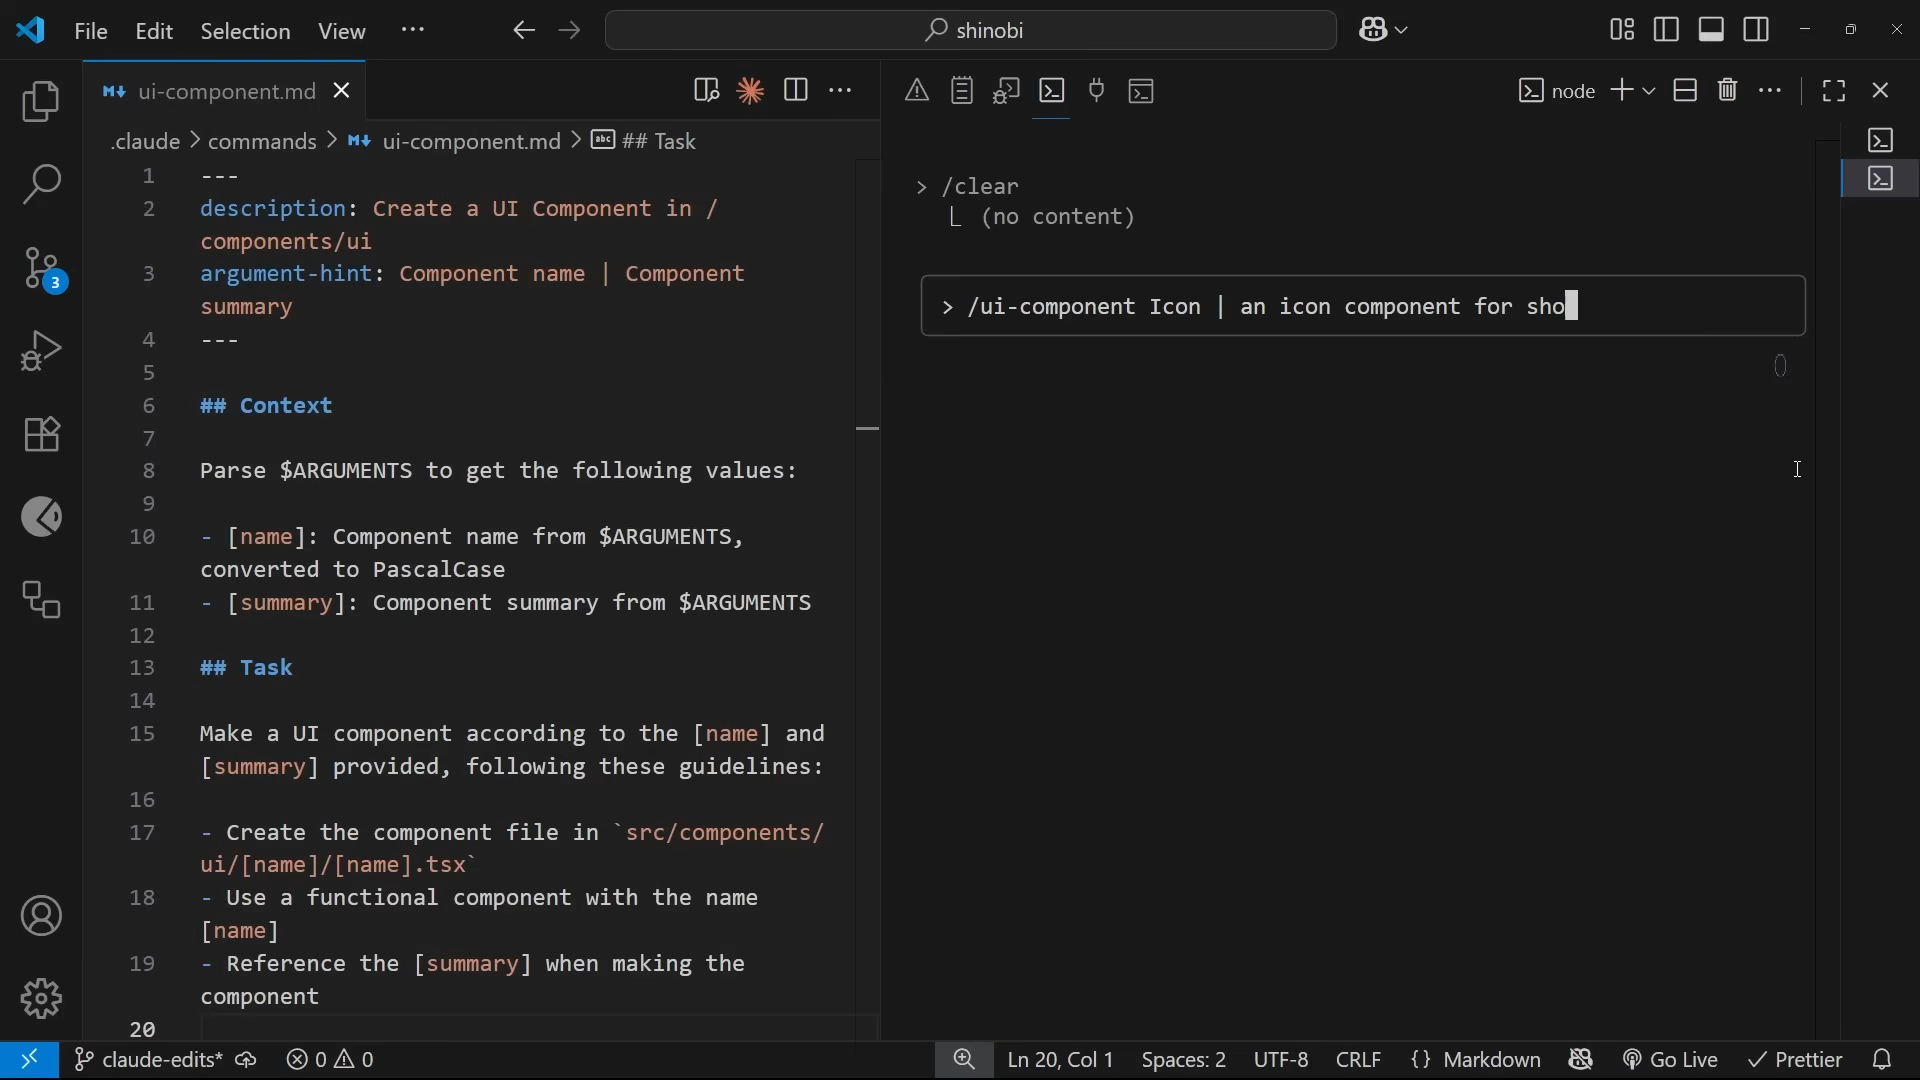 File Edit Selection View ···
shinobi
ui-component.md
node
.claude > commands > ui-component.md > ## Task
1 ---
2 description: Create a UI Component in /
components/ui
3 argument-hint: Component name | Component
summary
4 ---
5
6 ## Context
7
8 Parse $ARGUMENTS to get the following values:
9
10 - [name]: Component name from $ARGUMENTS,
converted to PascalCase
11 - [summary]: Component summary from $ARGUMENTS
12
13 ## Task
14
15 Make a UI component according to the [name] and
[summary] provided, following these guidelines:
16
17 - Create the component file in `src/components/
ui/[name]/[name].tsx`
18 - Use a functional component with the name
[name]
19 - Reference the [summary] when making the
component
20
> /clear
⎿ (no content)
> /ui-component Icon | an icon component for sho
3
claude-edits* 0 0 Ln 20, Col 1 Spaces: 2 UTF-8 CRLF {} Markdown Go Live Prettier